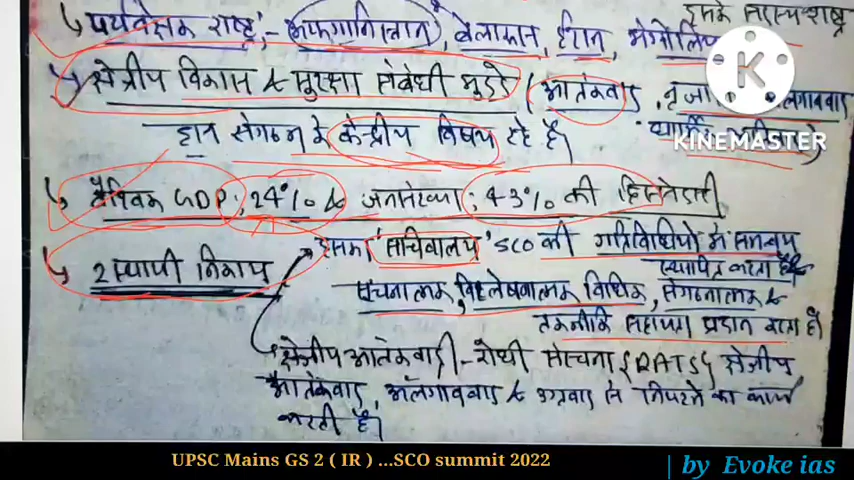 इसके सदस्य राष्ट्र
पर्यवेक्षक राष्ट्र :- अफगानिस्तान, बेलारूस, ईरान, मंगोलिया
क्षेत्रीय विकास & सुरक्षा संबंधी मुद्दे (आतंकवाद, अलगाववाद
KINEMASTER
संगठन के केन्द्रीय विषय रहे हैं।
वैश्विक GDP, 24% & जनसंख्या, 43% की हिस्सेदारी
2 स्थायी निकाय
इसका 'सचिवालय' SCO की गतिविधियों में समन्वय
स्थापित करता है &
संचनात्मक, विश्लेषणात्मक विधिक, संगठनात्मक &
तकनीकि सहायता प्रदान करता है।
क्षेत्रीय आतंकवादी-रोधी संरचना {RATS} क्षेत्रीय
आतंकवाद, अलगाववाद & उग्रवाद से निपटने का कार्य
करती है।
UPSC Mains GS 2 ( IR ) ...SCO summit 2022
| by Evoke ias